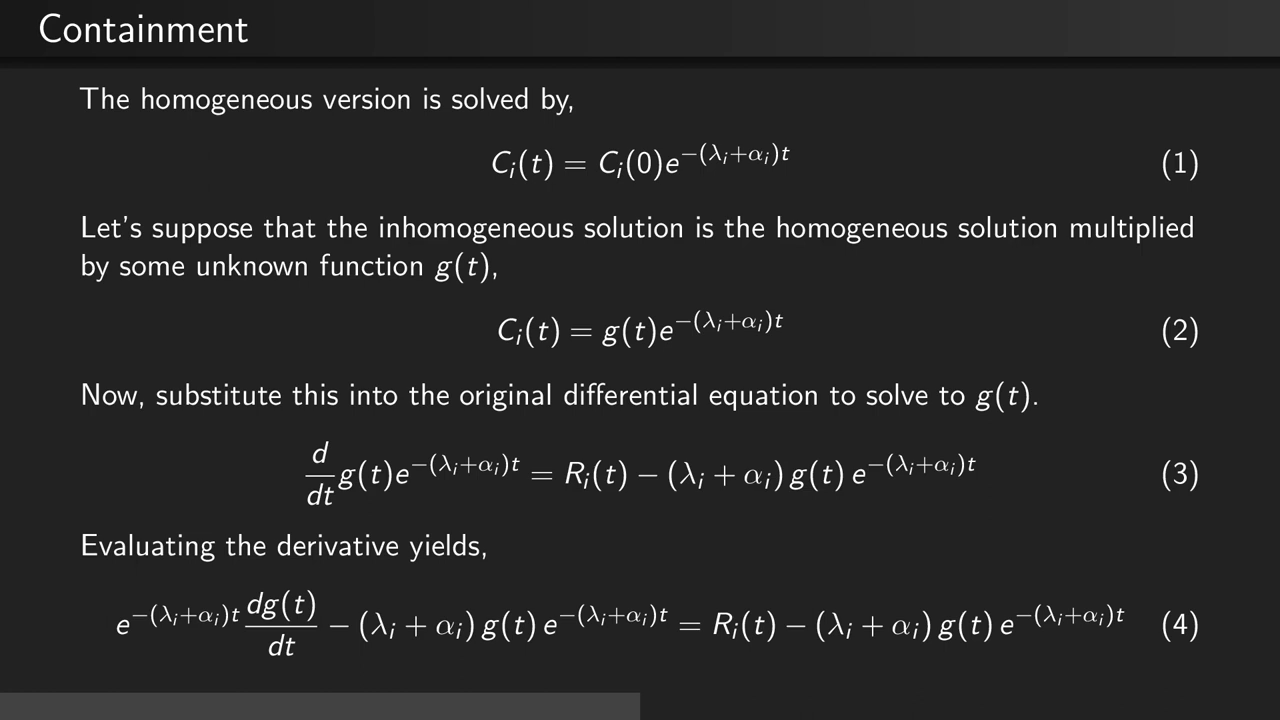 Containment
The homogeneous version is solved by,
C_i(t) = C_i(0)e^{−(λ_i+α_i)t} (1)
Let's suppose that the inhomogeneous solution is the homogeneous solution multiplied
by some unknown function g(t),
C_i(t) = g(t)e^{−(λ_i+α_i)t} (2)
Now, substitute this into the original differential equation to solve to g(t).
\frac{d}{dt}g(t)e^{−(λ_i+α_i)t} = R_i(t) − (λ_i + α_i) g(t) e^{−(λ_i+α_i)t} (3)
Evaluating the derivative yields,
e^{−(λ_i+α_i)t}\frac{dg(t)}{dt} − (λ_i + α_i) g(t) e^{−(λ_i+α_i)t} = R_i(t) − (λ_i + α_i) g(t) e^{−(λ_i+α_i)t} (4)